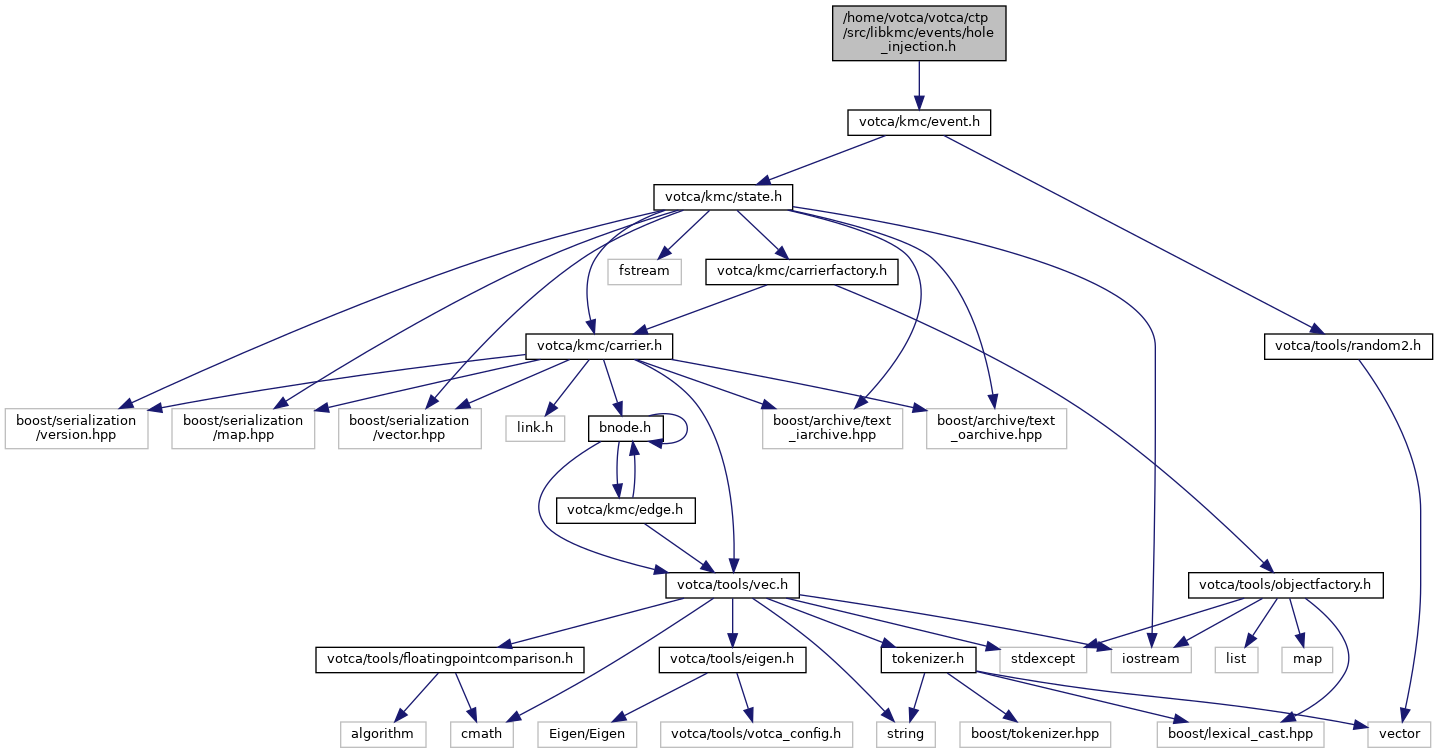 /home/votca/votca/ctp
/src/libkmc/events/hole
_injection.h
votca/kmc/event.h
votca/kmc/state.h
votca/tools/random2.h
fstream
votca/kmc/carrierfactory.h
votca/kmc/carrier.h
boost/serialization
/version.hpp
boost/serialization
/map.hpp
boost/serialization
/vector.hpp
link.h
bnode.h
boost/archive/text
_iarchive.hpp
boost/archive/text
_oarchive.hpp
votca/kmc/edge.h
votca/tools/vec.h
votca/tools/objectfactory.h
votca/tools/floatingpointcomparison.h
votca/tools/eigen.h
tokenizer.h
stdexcept
iostream
list
map
algorithm
cmath
Eigen/Eigen
votca/tools/votca_config.h
string
boost/tokenizer.hpp
boost/lexical_cast.hpp
vector